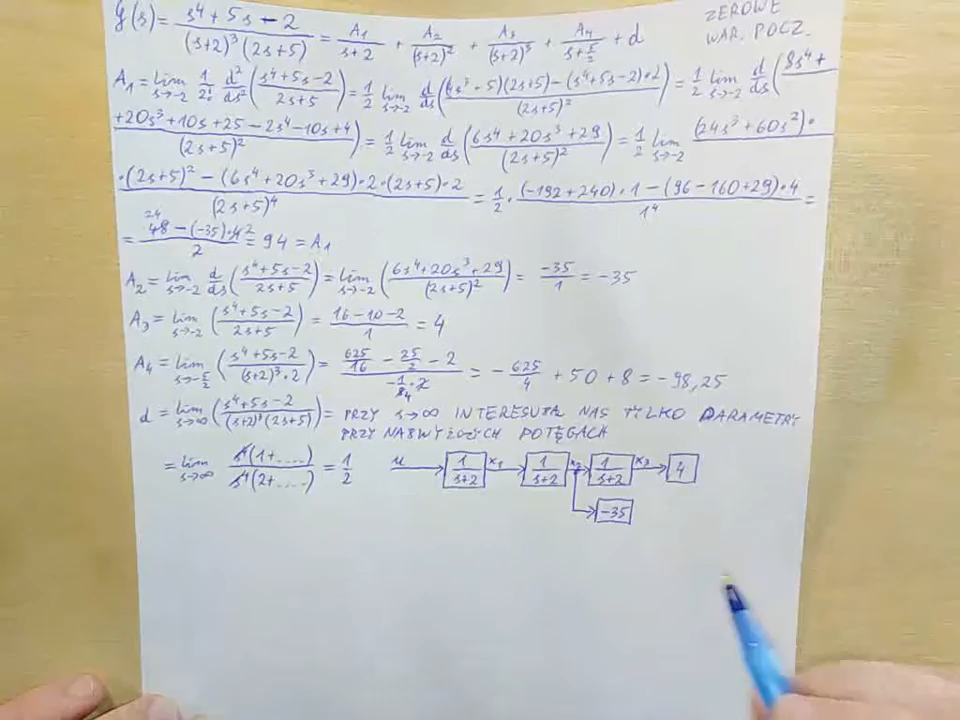 G(s) = (s⁴+5s-2)/((s+2)³(2s+5)) = A₁/(s+2) + A₂/(s+2)² + A₃/(s+2)³ + A₄/(s+5/2) + d
ZEROWE
WAR. POCZ.
A₁ = lim s→-2 1/2! d²/ds² ((s⁴+5s-2)/(2s+5)) = 1/2 lim s→-2 d/ds (((4s³+5)(2s+5)-(s⁴+5s-2)·2)/(2s+5)²) = 1/2 lim s→-2 d/ds ((8s⁴+
+20s³+10s+25-2s⁴-10s+4)/(2s+5)²) = 1/2 lim s→-2 d/ds ((6s⁴+20s³+29)/(2s+5)²) = 1/2 lim s→-2 (24s³+60s²)·
·(2s+5)²-(6s⁴+20s³+29)·2·(2s+5)·2/(2s+5)⁴ = 1/2 · ((-192+240)·1-(96-160+29)·4)/1⁴ =
= (48 24-(-35)·4 2)/2 = 94 = A₁
A₂ = lim s→-2 d/ds ((s⁴+5s-2)/(2s+5)) = lim s→-2 ((6s⁴+20s³+29)/(2s+5)²) = -35/1 = -35
A₃ = lim s→-2 ((s⁴+5s-2)/(2s+5)) = (16-10-2)/1 = 4
A₄ = lim s→-5/2 ((s⁴+5s-2)/((s+2)³·2)) = (625/16 - 25/2 - 2)/(-1/8 4 ·2) = -625/4 + 50 + 8 = -98,25
d = lim s→∞ ((s⁴+5s-2)/((s+2)³(2s+5))) = PRZY s→∞ INTERESUJĄ NAS TYLKO PARAMETRY
PRZY NAJWYŻSZYCH POTĘGACH
= lim s→∞ s⁴(1+.....)/s⁴(2+.....) = 1/2
u 1/(s+2) x₁ 1/(s+2) x₂ 1/(s+2) x₃ 4
-35